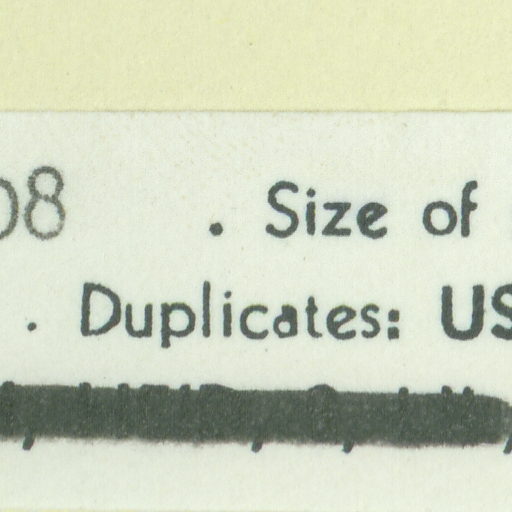 08 . Size of
. Duplicates: US